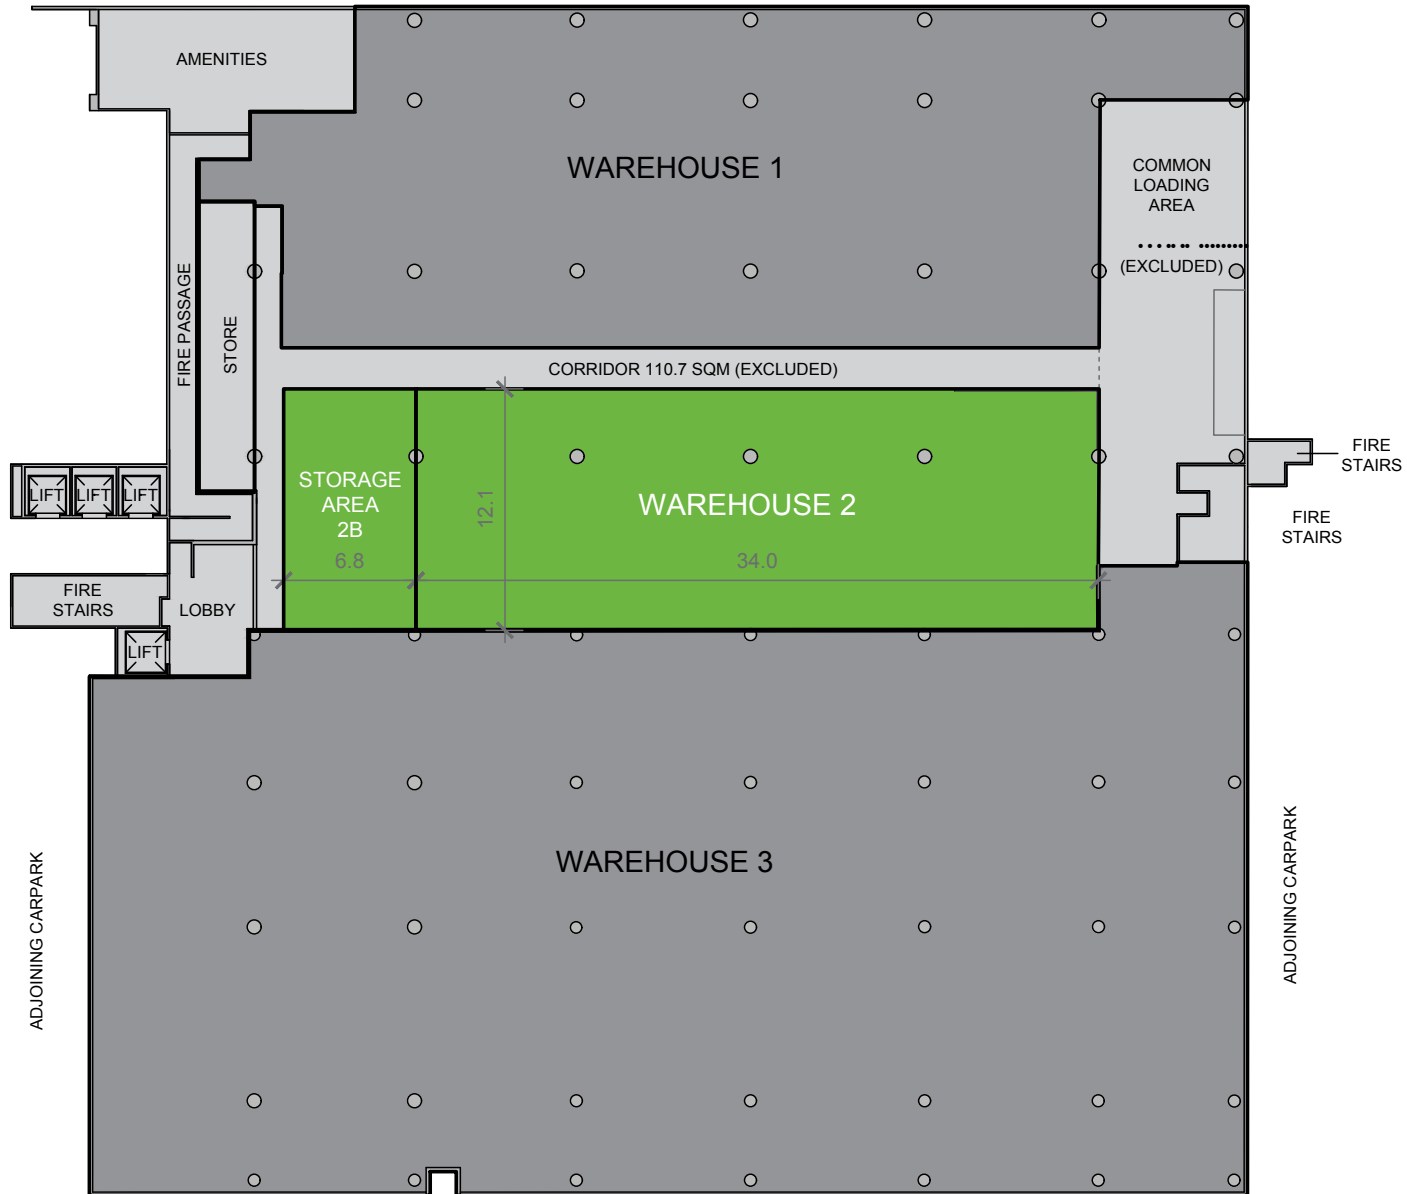 AMENITIES
WAREHOUSE 1
COMMON
LOADING
AREA
(EXCLUDED)
FIRE PASSAGE
STORE
CORRIDOR 110.7 SQM (EXCLUDED)
FIRE
STAIRS
STORAGE
AREA
2B
12.1
WAREHOUSE 2
LIFT
LIFT
LIFT
FIRE
STAIRS
6.8
34.0
FIRE
STAIRS
LOBBY
LIFT
WAREHOUSE 3
ADJOINING CARPARK
ADJOINING CARPARK